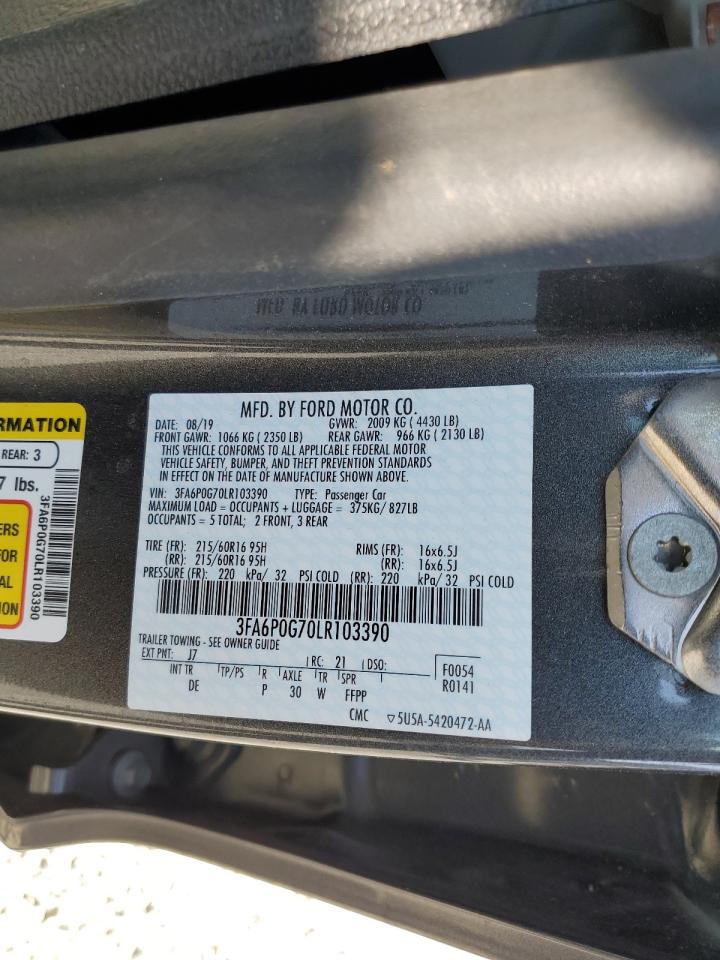 MFD. BY FORD MOTOR CO.
DATE: 08/19 GVWR: 2009 KG ( 4430 LB)
FRONT GAWR: 1066 KG ( 2350 LB) REAR GAWR: 966 KG ( 2130 LB)
THIS VEHICLE CONFORMS TO ALL APPLICABLE FEDERAL MOTOR
VEHICLE SAFETY, BUMPER, AND THEFT PREVENTION STANDARDS
IN EFFECT ON THE DATE OF MANUFACTURE SHOWN ABOVE.
VIN: 3FA6P0G70LR103390 TYPE: Passenger Car
MAXIMUM LOAD = OCCUPANTS + LUGGAGE = 375KG/ 827LB
OCCUPANTS = 5 TOTAL; 2 FRONT, 3 REAR
TIRE (FR): 215/60R16 95H RIMS (FR): 16x6.5J
(RR): 215/60R16 95H (RR): 16x6.5J
PRESSURE (FR): 220 kPa/ 32 PSI COLD (RR): 220 kPa/ 32 PSI COLD
3FA6P0G70LR103390
TRAILER TOWING - SEE OWNER GUIDE
EXT PNT: J7 RC: 21 DSO: F0054
INT TR TP/PS R AXLE TR SPR R0141
DE P 30 W FFPP
CMC ▽5U5A-5420472-AA
RMATION
REAR: 3
7 lbs.
ERS
FOR
AL
ION
3FA6P0G70LR103390